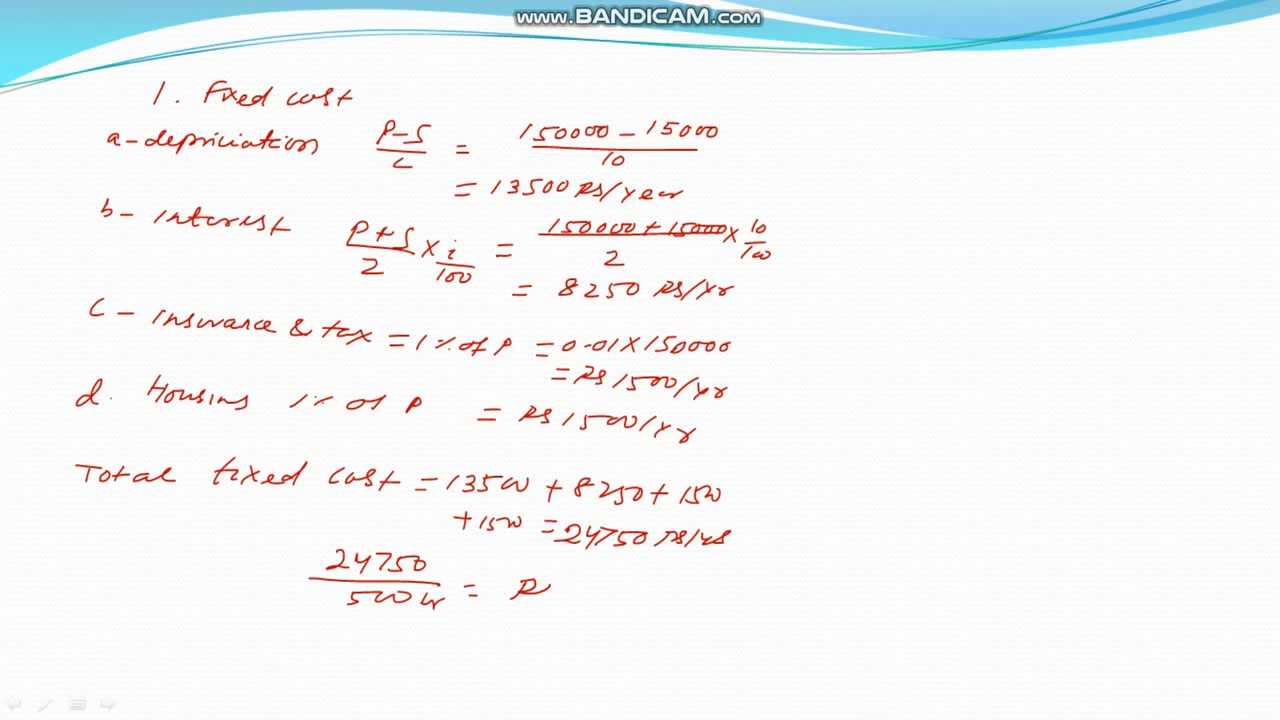 www.BANDICAM.com
1. Fixed cost
a- depriciation P-S/L = 150000 - 15000/10
= 13500 RS/year
b- interest P+S/2 × i/100 = 150000 + 15000/2 × 10/100
= 8250 RS/Yr
C- insurance & tax = 1% of P = 0.01 X 150000
= RS 1500/yr
d. Housing 1% of P = RS 1500/Yr
Total fixed cost = 13500 + 8250 + 1500
+ 1500 = 24750 RS/
24750/500 hr = R